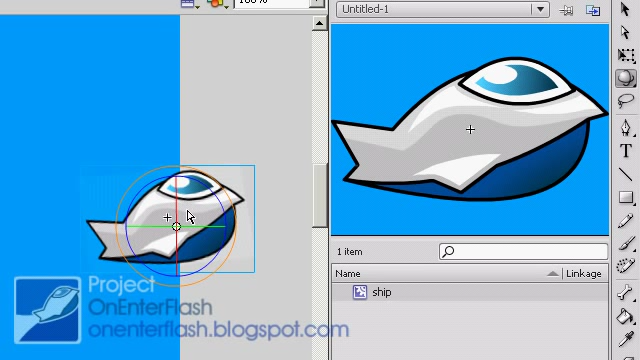 100%
Untitled-1
1 item
Name
Linkage
ship
T
Project
OnEnterFlash
onenterflash.blogspot.com